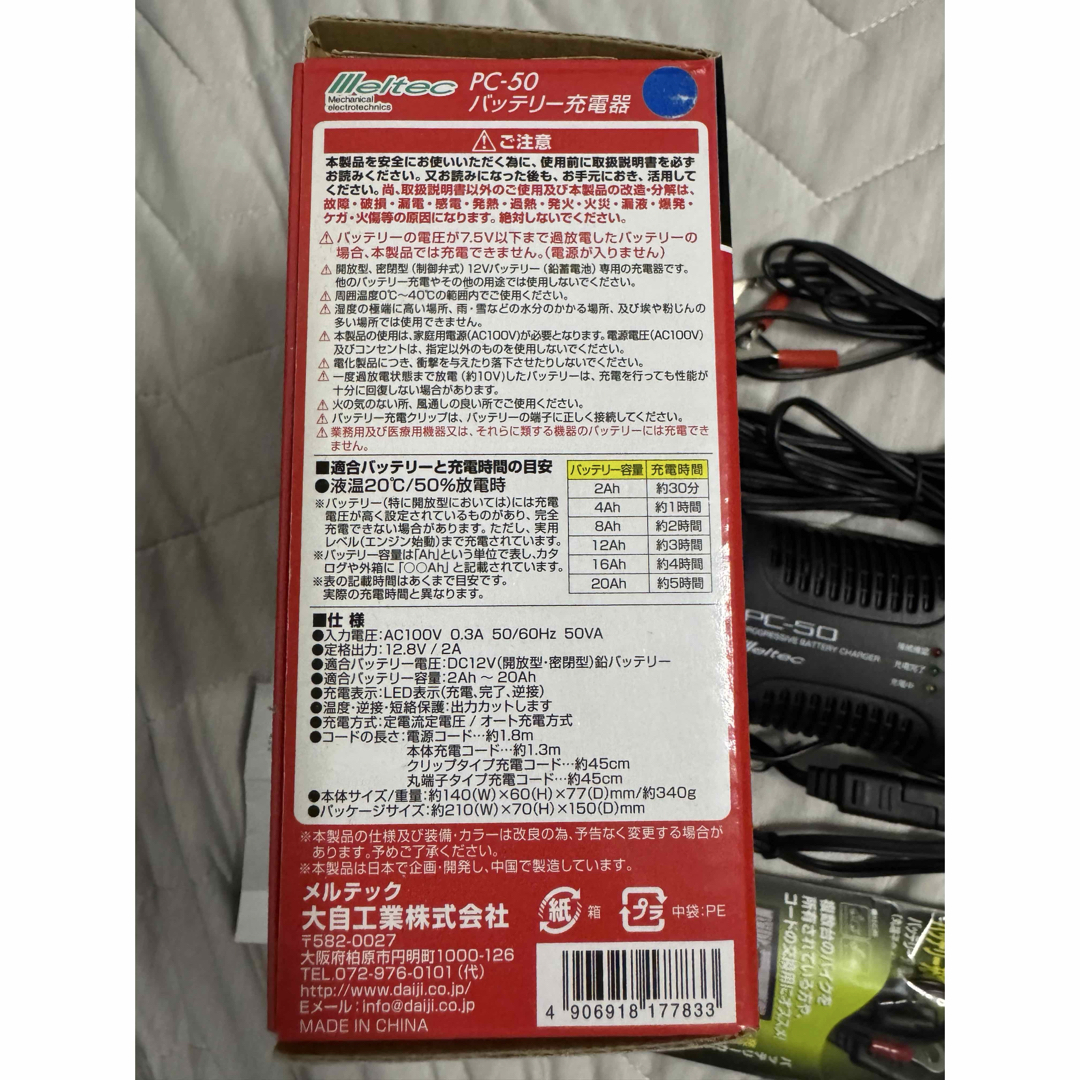 Meltec
Mechanical
electrotechnics
PC-50
バッテリー充電器
⚠ご注意
本製品を安全にお使いいただく為に、使用前に取扱説明書を必ず
お読みください。又お読みになった後も、お手元におき、活用して
ください。尚、取扱説明書以外のご使用及び本製品の改造・分解は、
故障・破損・漏電・感電・発熱・過熱・発火・火災・漏液・爆発・
ケガ・火傷等の原因になります。絶対しないでください。
⚠バッテリーの電圧が7.5V以下まで過放電したバッテリーの
場合、本製品では充電できません。(電源が入りません)
⚠開放型、密閉型(制御弁式)12Vバッテリー(鉛蓄電池)専用の充電器です。
他のバッテリー充電やその他の用途では使用しないでください。
⚠周囲温度0℃〜40℃の範囲内でご使用ください。
⚠湿度の極端に高い場所、雨・雪などの水分のかかる場所、及び埃や粉じんの
多い場所では使用できません。
⚠本製品の使用は、家庭用電源(AC100V)が必要となります。電源電圧(AC100V)
及びコンセントは、指定以外のものを使用しないでください。
⚠電化製品につき、衝撃を与えたり落下させたりしないでください。
⚠一度過放電状態まで放電(約10V)したバッテリーは、充電を行っても性能が
十分に回復しない場合があります。
⚠火の気のない所、風通しの良い所でご使用ください。
⚠バッテリー充電クリップは、バッテリーの端子に正しく接続してください。
⚠業務用及び医療用機器又は、それらに類する機器のバッテリーには充電でき
ません。
■適合バッテリーと充電時間の目安
●液温20℃/50%放電時
※バッテリー(特に開放型においては)には充電
電圧が高く設定されているものがあり、完全
充電できない場合があります。ただし、実用
レベル(エンジン始動)まで充電されています。
※バッテリー容量は「Ah」という単位で表し、カタ
ログや外箱に「○○Ah」と記載されています。
※表の記載時間はあくまで目安です。
実際の充電時間と異なります。
バッテリー容量 充電時間
2Ah 約30分
4Ah 約1時間
8Ah 約2時間
12Ah 約3時間
16Ah 約4時間
20Ah 約5時間
■仕 様
●入力電圧:AC100V 0.3A 50/60Hz 50VA
●定格出力:12.8V / 2A
●適合バッテリー電圧:DC12V(開放型・密閉型)鉛バッテリー
●適合バッテリー容量:2Ah 〜 20Ah
●充電表示:LED表示(充電、完了、逆接)
●温度・逆接・短絡保護:出力カットします
●充電方式:定電流定電圧 / オート充電方式
●コードの長さ:電源コード…約1.8m
本体充電コード…約1.3m
クリップタイプ充電コード…約45cm
丸端子タイプ充電コード…約45cm
●本体サイズ/重量:約140(W)×60(H)×77(D)mm/約340g
●パッケージサイズ:約210(W)×70(H)×150(D)mm
※本製品の仕様及び装備・カラーは改良の為、予告なく変更する場合が
あります。予めご了承ください。
※本製品は日本で企画・開発し、中国で製造しています。
メルテック
大自工業株式会社
〒582-0027
大阪府柏原市円明町1000-126
TEL.072-976-0101(代)
http://www.daiji.co.jp/
Eメール:info@daiji.co.jp
MADE IN CHINA
紙 箱
プラ 中袋:PE
4 906918 177833
PC-50
PROGRESSIVE BATTERY CHARGER
Meltec
接続確認
充電完了
充電中
複数台のバイクを
所有されている方や、
コードの交換用にオススメ!